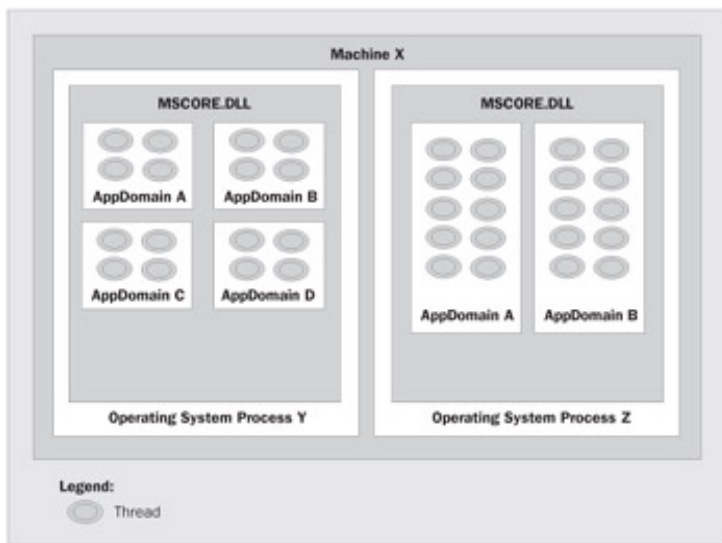 Machine X
MSCORE.DLL
AppDomain A
AppDomain B
AppDomain C
AppDomain D
Operating System Process Y
MSCORE.DLL
AppDomain A
AppDomain B
Operating System Process Z
Legend:
Thread